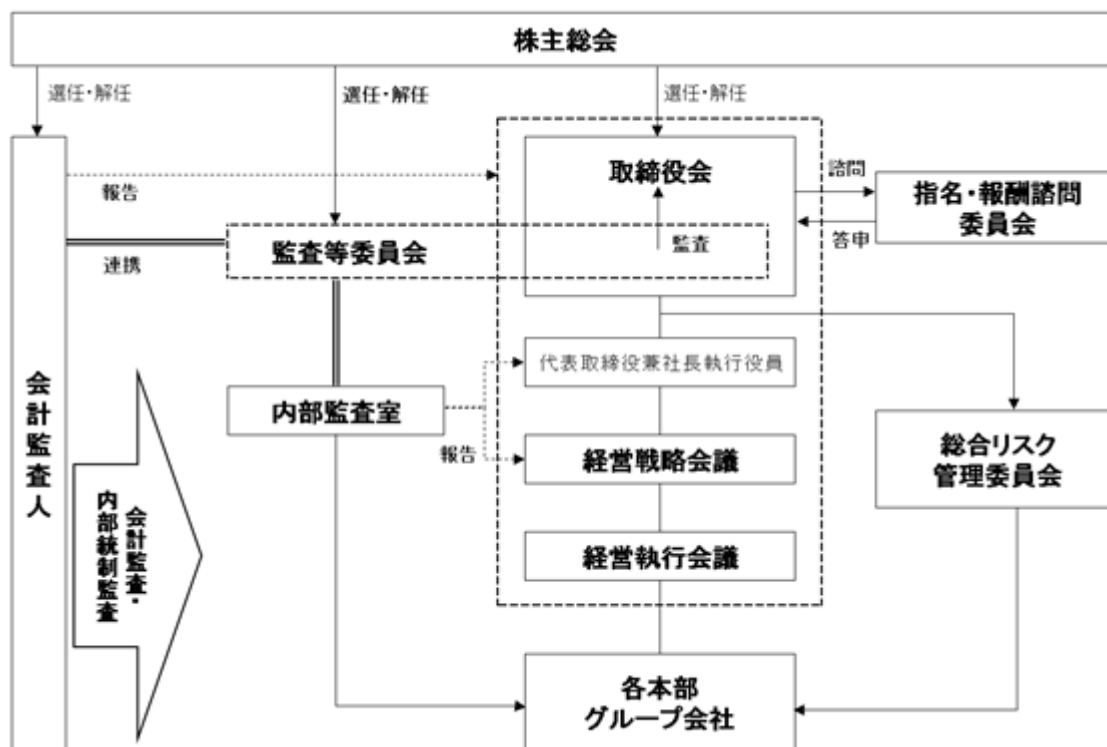 株主総会
選任・解任
選任・解任
選任・解任
取締役会
諮問
指名・報酬諮問
委員会
答申
報告
監査等委員会
監査
連携
代表取締役兼社長執行役員
会計監査人
内部監査室
報告
経営戦略会議
総合リスク
管理委員会
会計監査・
内部統制監査
経営執行会議
各本部
グループ会社